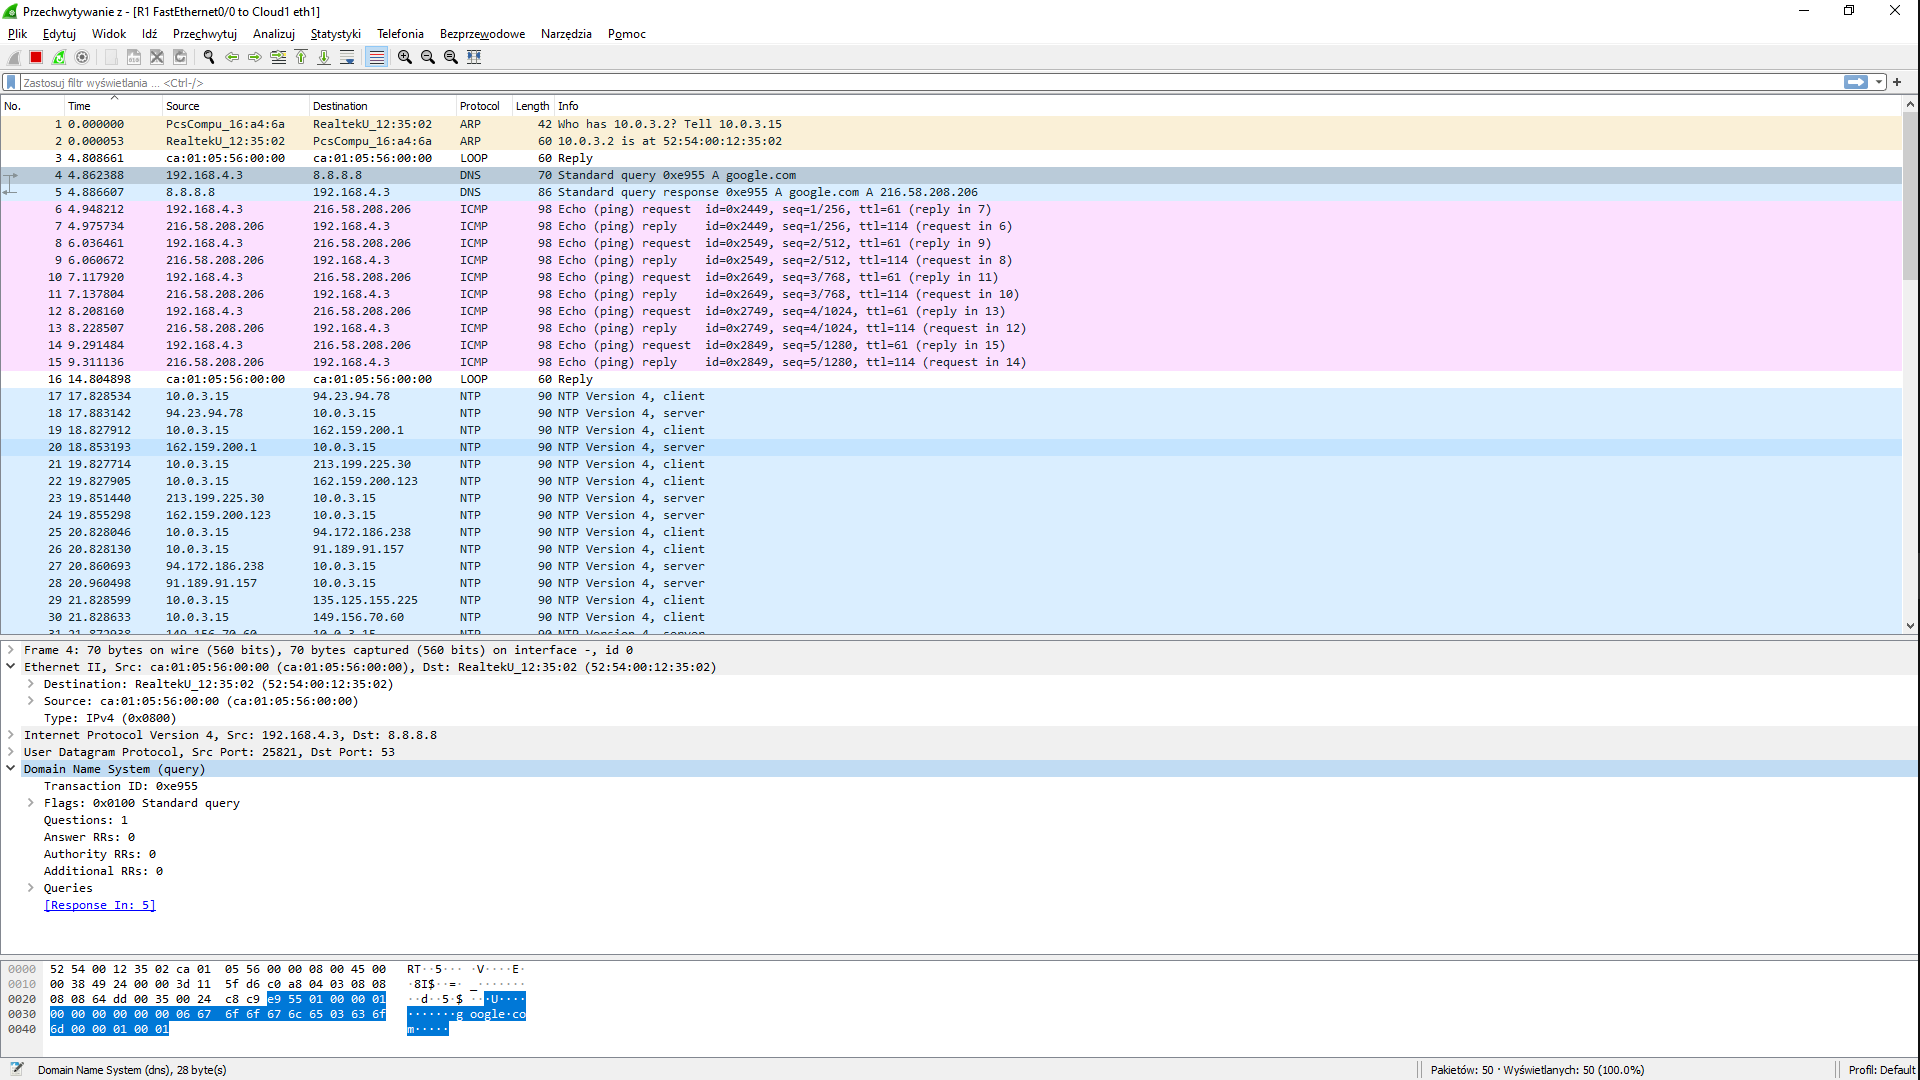 Przechwytywanie z - [R1 FastEthernet0/0 to Cloud1 eth1]
Plik Edytuj Widok Idź Przechwytuj Analizuj Statystyki Telefonia Bezprzewodowe Narzędzia Pomoc
Zastosuj filtr wyświetlania ... <Ctrl-/>
No. Time Source Destination Protocol Length Info
1 0.000000 PcsCompu_16:a4:6a RealtekU_12:35:02 ARP 42 Who has 10.0.3.2? Tell 10.0.3.15
2 0.000053 RealtekU_12:35:02 PcsCompu_16:a4:6a ARP 60 10.0.3.2 is at 52:54:00:12:35:02
3 4.808661 ca:01:05:56:00:00 ca:01:05:56:00:00 LOOP 60 Reply
4 4.862388 192.168.4.3 8.8.8.8 DNS 70 Standard query 0xe955 A google.com
5 4.886607 8.8.8.8 192.168.4.3 DNS 86 Standard query response 0xe955 A google.com A 216.58.208.206
6 4.948212 192.168.4.3 216.58.208.206 ICMP 98 Echo (ping) request id=0x2449, seq=1/256, ttl=61 (reply in 7)
7 4.975734 216.58.208.206 192.168.4.3 ICMP 98 Echo (ping) reply id=0x2449, seq=1/256, ttl=114 (request in 6)
8 6.036461 192.168.4.3 216.58.208.206 ICMP 98 Echo (ping) request id=0x2549, seq=2/512, ttl=61 (reply in 9)
9 6.060672 216.58.208.206 192.168.4.3 ICMP 98 Echo (ping) reply id=0x2549, seq=2/512, ttl=114 (request in 8)
10 7.117920 192.168.4.3 216.58.208.206 ICMP 98 Echo (ping) request id=0x2649, seq=3/768, ttl=61 (reply in 11)
11 7.137804 216.58.208.206 192.168.4.3 ICMP 98 Echo (ping) reply id=0x2649, seq=3/768, ttl=114 (request in 10)
12 8.208160 192.168.4.3 216.58.208.206 ICMP 98 Echo (ping) request id=0x2749, seq=4/1024, ttl=61 (reply in 13)
13 8.228507 216.58.208.206 192.168.4.3 ICMP 98 Echo (ping) reply id=0x2749, seq=4/1024, ttl=114 (request in 12)
14 9.291484 192.168.4.3 216.58.208.206 ICMP 98 Echo (ping) request id=0x2849, seq=5/1280, ttl=61 (reply in 15)
15 9.311136 216.58.208.206 192.168.4.3 ICMP 98 Echo (ping) reply id=0x2849, seq=5/1280, ttl=114 (request in 14)
16 14.804898 ca:01:05:56:00:00 ca:01:05:56:00:00 LOOP 60 Reply
17 17.828534 10.0.3.15 94.23.94.78 NTP 90 NTP Version 4, client
18 17.883142 94.23.94.78 10.0.3.15 NTP 90 NTP Version 4, server
19 18.827912 10.0.3.15 162.159.200.1 NTP 90 NTP Version 4, client
20 18.853193 162.159.200.1 10.0.3.15 NTP 90 NTP Version 4, server
21 19.827714 10.0.3.15 213.199.225.30 NTP 90 NTP Version 4, client
22 19.827905 10.0.3.15 162.159.200.123 NTP 90 NTP Version 4, client
23 19.851440 213.199.225.30 10.0.3.15 NTP 90 NTP Version 4, server
24 19.855298 162.159.200.123 10.0.3.15 NTP 90 NTP Version 4, server
25 20.828046 10.0.3.15 94.172.186.238 NTP 90 NTP Version 4, client
26 20.828130 10.0.3.15 91.189.91.157 NTP 90 NTP Version 4, client
27 20.860693 94.172.186.238 10.0.3.15 NTP 90 NTP Version 4, server
28 20.960498 91.189.91.157 10.0.3.15 NTP 90 NTP Version 4, server
29 21.828599 10.0.3.15 135.125.155.225 NTP 90 NTP Version 4, client
30 21.828633 10.0.3.15 149.156.70.60 NTP 90 NTP Version 4, client
31 21.872938 149.156.70.60 10.0.3.15 NTP 90 NTP Version 4, server
Frame 4: 70 bytes on wire (560 bits), 70 bytes captured (560 bits) on interface -, id 0
Ethernet II, Src: ca:01:05:56:00:00 (ca:01:05:56:00:00), Dst: RealtekU_12:35:02 (52:54:00:12:35:02)
Destination: RealtekU_12:35:02 (52:54:00:12:35:02)
Source: ca:01:05:56:00:00 (ca:01:05:56:00:00)
Type: IPv4 (0x0800)
Internet Protocol Version 4, Src: 192.168.4.3, Dst: 8.8.8.8
User Datagram Protocol, Src Port: 25821, Dst Port: 53
Domain Name System (query)
Transaction ID: 0xe955
Flags: 0x0100 Standard query
Questions: 1
Answer RRs: 0
Authority RRs: 0
Additional RRs: 0
Queries
[Response In: 5]
0000 52 54 00 12 35 02 ca 01 05 56 00 00 08 00 45 00 RT··5··· ·V····E·
0010 00 38 49 24 00 00 3d 11 5f d6 c0 a8 04 03 08 08 ·8I$··=· _·······
0020 08 08 64 dd 00 35 00 24 c8 c9 e9 55 01 00 00 01 ··d··5·$ ···U····
0030 00 00 00 00 00 00 06 67 6f 6f 67 6c 65 03 63 6f ·······g oogle·co
0040 6d 00 00 01 00 01 m·····
Domain Name System (dns), 28 byte(s) Pakietów: 50 · Wyświetlanych: 50 (100.0%) Profil: Default